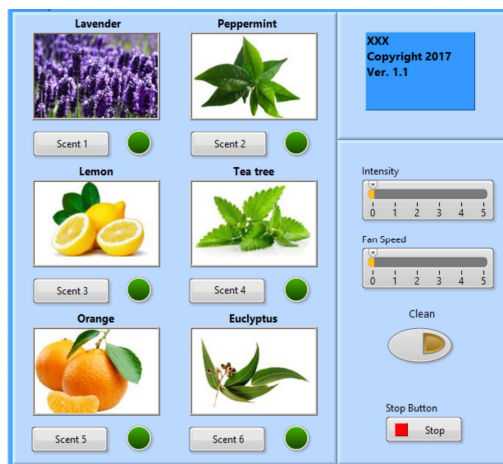 Lavender
Peppermint
Scent 1
Scent 2
Lemon
Tea tree
Scent 3
Scent 4
Orange
Euclyptus
Scent 5
Scent 6
XXX
Copyright 2017
Ver. 1.1
Intensity
0 1 2 3 4 5
Fan Speed
0 1 2 3 4 5
Clean
Stop Button
Stop